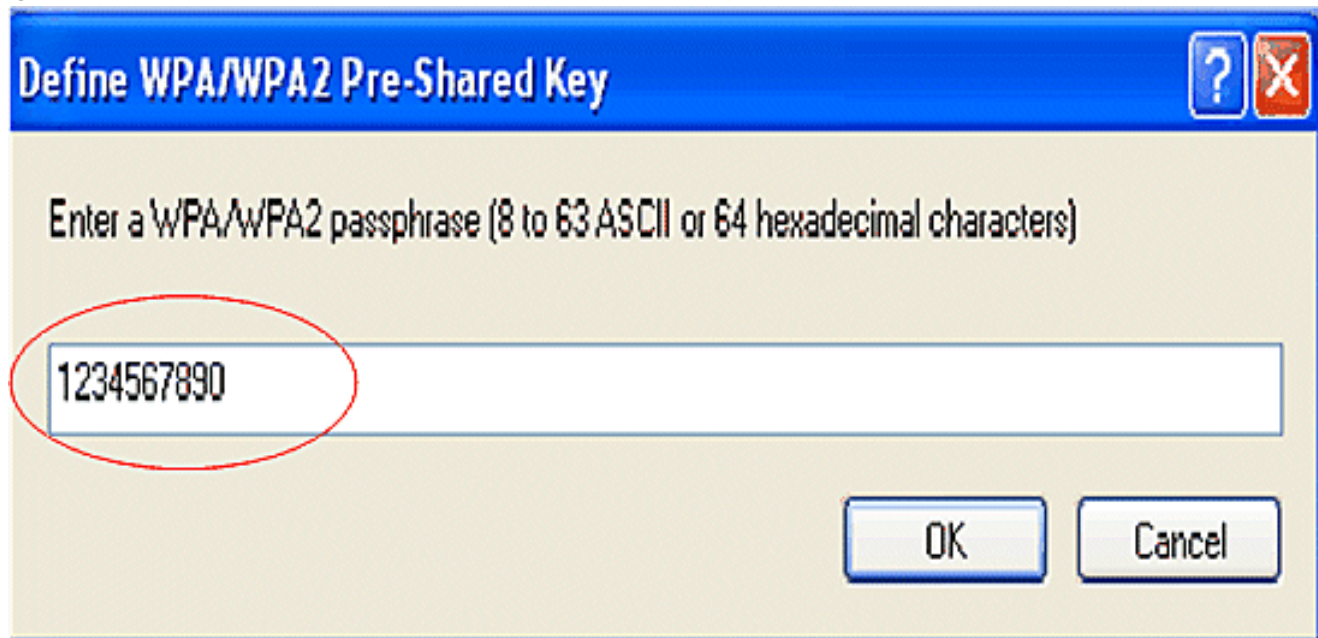 Define WPA/WPA2 Pre-Shared Key
?
X
Enter a WPA/WPA2 passphrase (8 to 63 ASCII or 64 hexadecimal characters)
1234567890
OK
Cancel